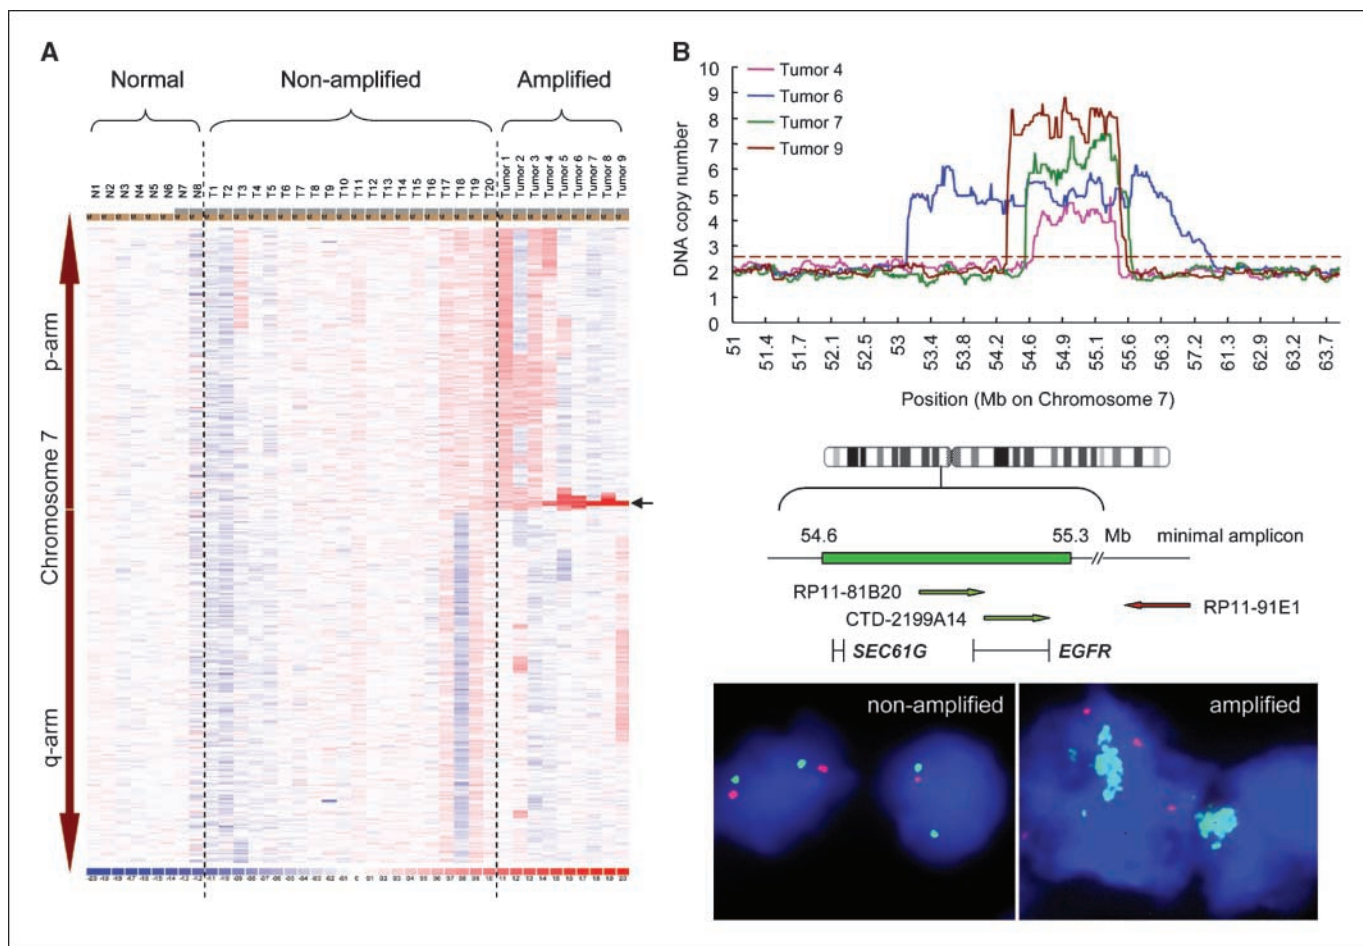 A
Normal
Non-amplified
Amplified
N1 N2 N3 N4 N5 N6 N7 N8 T1 T2 T3 T4 T5 T6 T7 T8 T9 T10 T11 T12 T13 T14 T15 T16 T17 T18 T19 T20 Tumor 1 Tumor 2 Tumor 3 Tumor 4 Tumor 5 Tumor 6 Tumor 7 Tumor 8 Tumor 9
p-arm
Chromosome 7
q-arm
B
DNA copy number
10
9
8
7
6
5
4
3
2
1
0
Tumor 4
Tumor 6
Tumor 7
Tumor 9
51 51.4 51.7 52.1 52.5 53 53.4 53.8 54.2 54.6 54.9 55.1 55.6 56.3 57.2 61.3 62.9 63.2 63.7
Position (Mb on Chromosome 7)
54.6 55.3 Mb minimal amplicon
RP11-81B20
RP11-91E1
CTD-2199A14
SEC61G EGFR
non-amplified
amplified